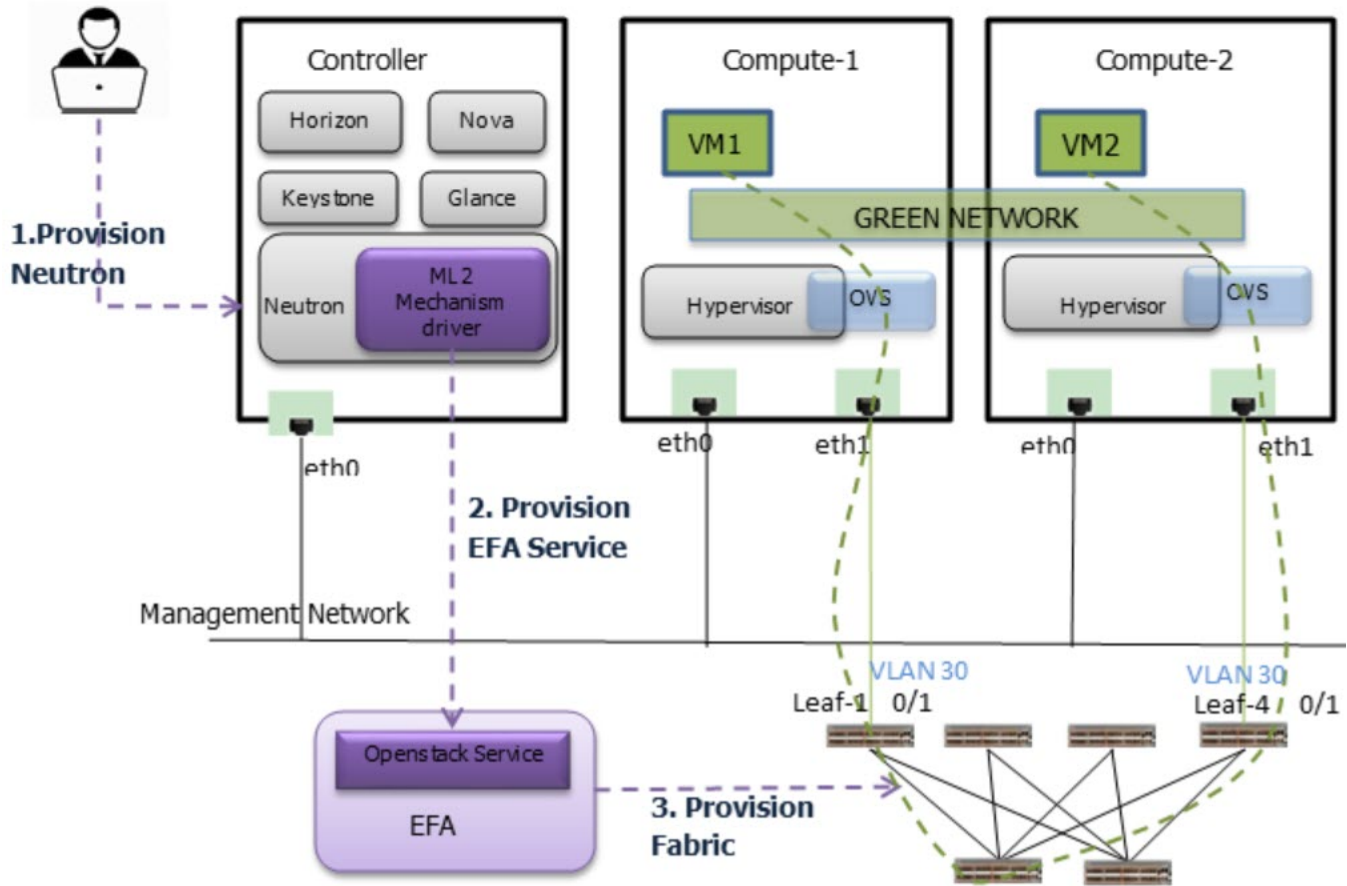 Controller
Horizon
Nova
Keystone
Glance
Neutron
ML2
Mechanism
driver
eth0
1.Provision
Neutron
Compute-1
VM1
Hypervisor
OVS
eth0
eth1
Compute-2
VM2
GREEN NETWORK
Hypervisor
OVS
eth0
eth1
2. Provision
EFA Service
Management Network
VLAN 30
Leaf-1 0/1
VLAN 30
Leaf-4 0/1
Openstack Service
EFA
3. Provision
Fabric